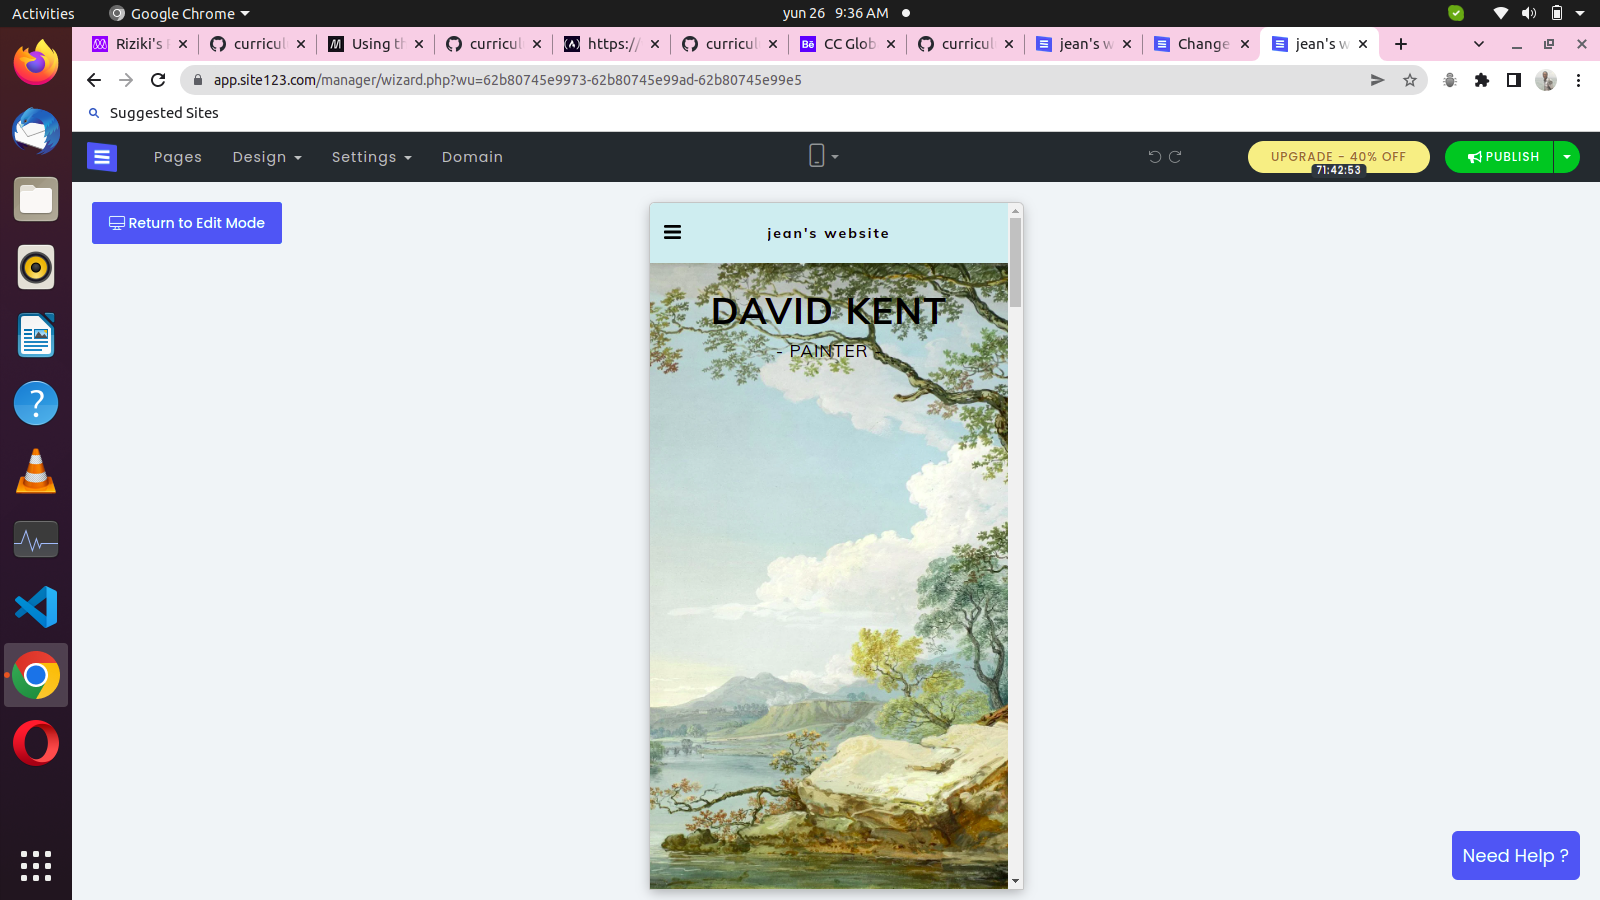 Activities Google Chrome yun 26 9:36 AM
Riziki's curricul Using th curricul https:// curricul CC Glob curricul jean's w Change jean's w
app.site123.com/manager/wizard.php?wu=62b80745e9973-62b80745e99ad-62b80745e99e5
Suggested Sites
Pages Design Settings Domain UPGRADE - 40% OFF PUBLISH
71:42:53
Return to Edit Mode
jean's website
DAVID KENT
- PAINTER -
Need Help ?